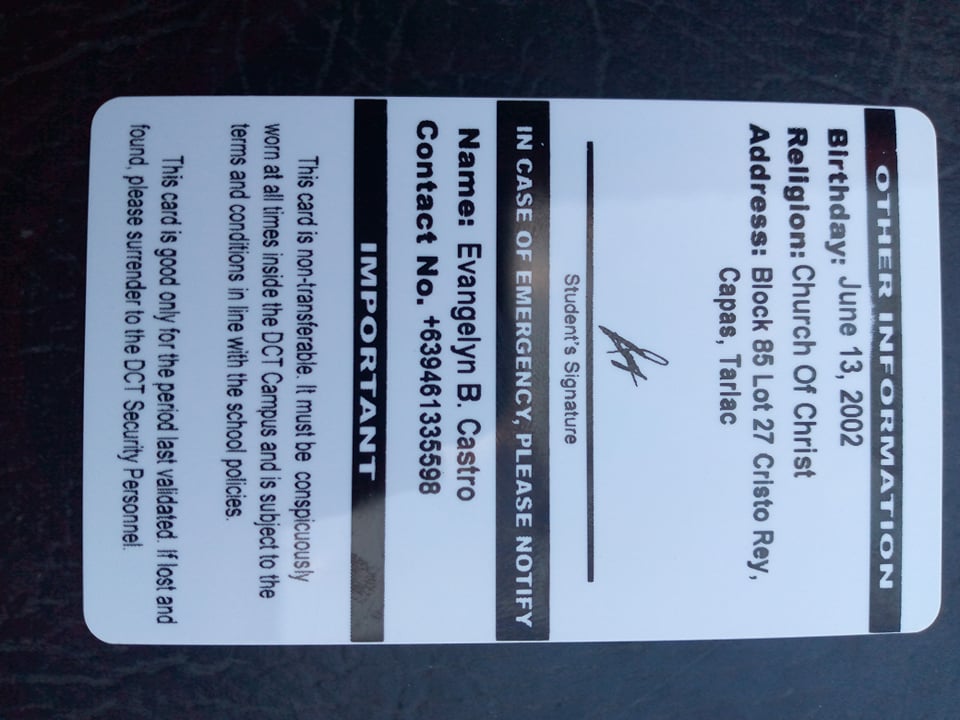 OTHER INFORMATION
Birthday: June 13, 2002
Religion: Church Of Christ
Address: Block 85 Lot 27 Cristo Rey,
Capas, Tarlac
Student's Signature
IN CASE OF EMERGENCY, PLEASE NOTIFY
Name: Evangelyn B. Castro
Contact No. +639461335598
IMPORTANT
This card is non-transferable. It must be conspicuously
worn at all times inside the DCT Campus and is subject to the
terms and conditions in line with the school policies.
This card is good only for the period last validated. If lost and
found, please surrender to the DCT Security Personnel.